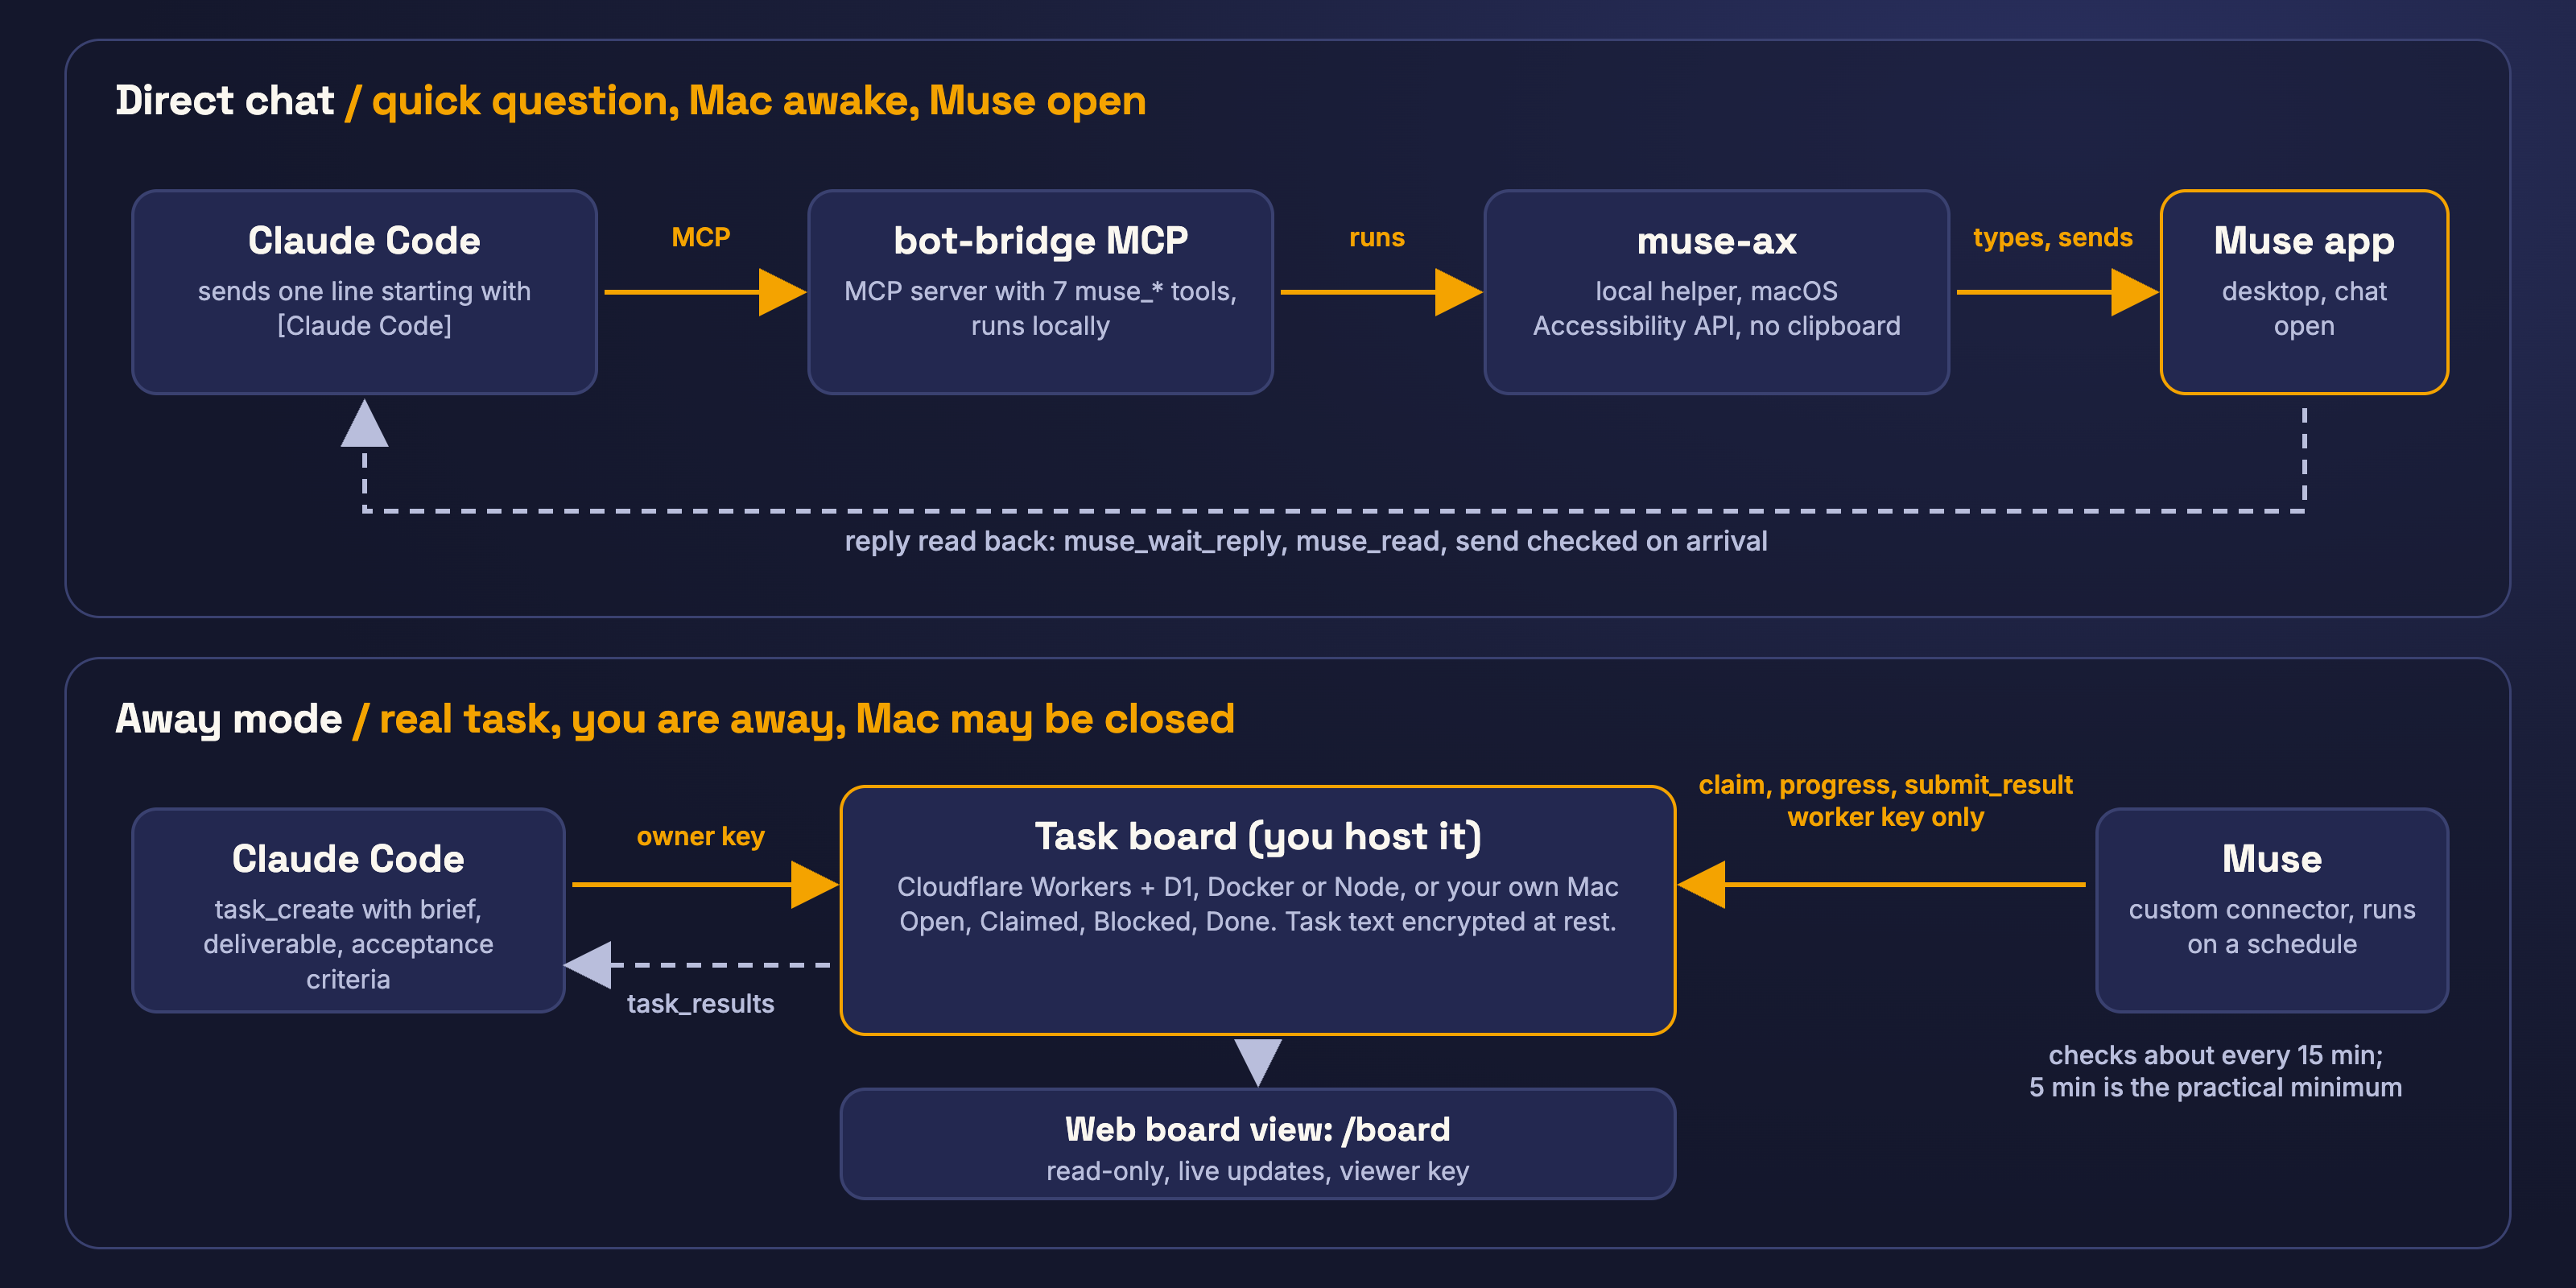 Direct chat / quick question, Mac awake, Muse open
Claude Code
sends one line starting with
[Claude Code]
MCP
bot-bridge MCP
MCP server with 7 muse_* tools,
runs locally
runs
muse-ax
local helper, macOS
Accessibility API, no clipboard
types, sends
Muse app
desktop, chat
open
reply read back: muse_wait_reply, muse_read, send checked on arrival
Away mode / real task, you are away, Mac may be closed
Claude Code
task_create with brief,
deliverable, acceptance
criteria
owner key
task_results
Task board (you host it)
Cloudflare Workers + D1, Docker or Node, or your own Mac
Open, Claimed, Blocked, Done. Task text encrypted at rest.
claim, progress, submit_result
worker key only
Muse
custom connector, runs
on a schedule
checks about every 15 min;
5 min is the practical minimum
Web board view: /board
read-only, live updates, viewer key